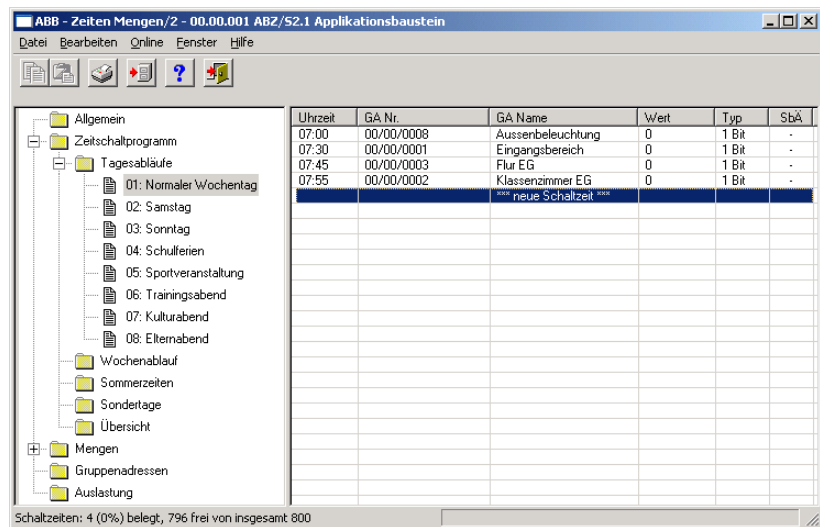 ABB - Zeiten Mengen/2 - 00.00.001 ABZ/S2.1 Applikationsbaustein
Datei Bearbeiten Online Fenster Hilfe
Allgemein
Zeitschaltprogramm
Tagesabläufe
01: Normaler Wochentag
02: Samstag
03: Sonntag
04: Schulferien
05: Sportveranstaltung
06: Trainingsabend
07: Kulturabend
08: Elternabend
Wochenablauf
Sommerzeiten
Sondertage
Übersicht
Mengen
Gruppenadressen
Auslastung
Uhrzeit GA Nr. GA Name Wert Typ SbÄ
07:00 00/00/0008 Aussenbeleuchtung 0 1 Bit -
07:30 00/00/0001 Eingangsbereich 0 1 Bit -
07:45 00/00/0003 Flur EG 0 1 Bit -
07:55 00/00/0002 Klassenzimmer EG 0 1 Bit -
*** neue Schaltzeit ***
Schaltzeiten: 4 (0%) belegt, 796 frei von insgesamt 800